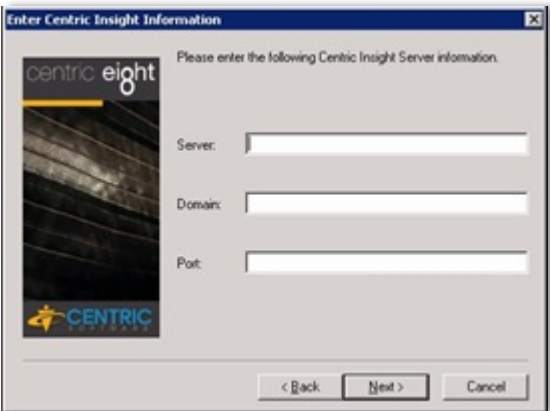 Enter Centric Insight Information
centric eight
Please enter the following Centric Insight Server information.
Server:
Domain:
Port:
CENTRIC
SOFTWARE
< Back
Next >
Cancel